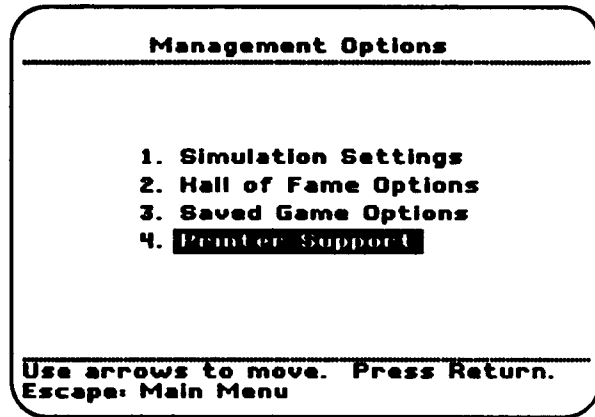 Management Options
1. Simulation Settings
2. Hall of Fame Options
3. Saved Game Options
4. Printer Support
Use arrows to move. Press Return.
Escape: Main Menu